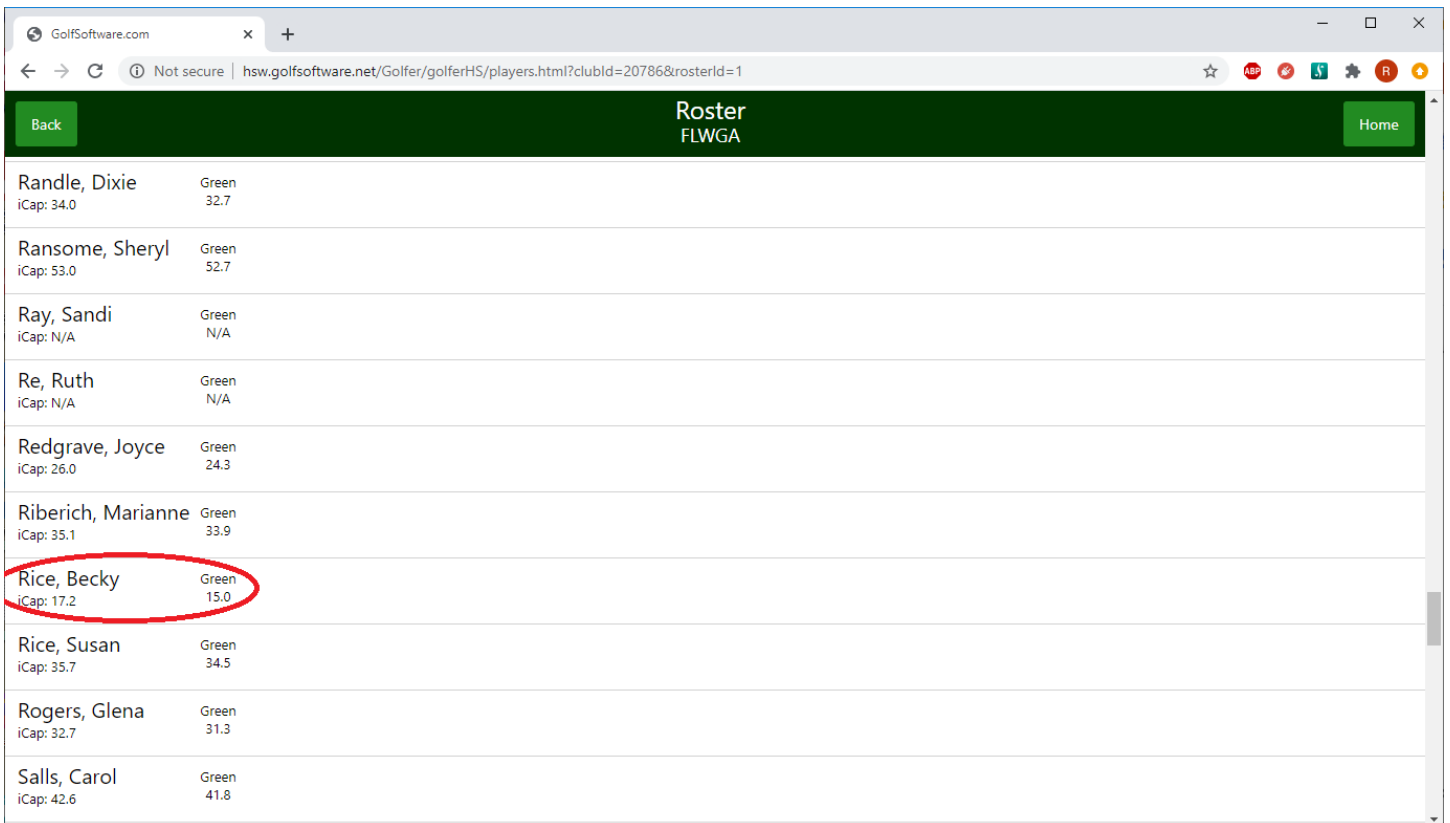 GolfSoftware.com
Not secure | hsw.golfsoftware.net/Golfer/golferHS/players.html?clubId=20786&rosterId=1
ABP S R
Back Roster Home
FLWGA
Randle, Dixie Green
iCap: 34.0 32.7
Ransome, Sheryl Green
iCap: 53.0 52.7
Ray, Sandi Green
iCap: N/A N/A
Re, Ruth Green
iCap: N/A N/A
Redgrave, Joyce Green
iCap: 26.0 24.3
Riberich, Marianne Green
iCap: 35.1 33.9
Rice, Becky Green
iCap: 17.2 15.0
Rice, Susan Green
iCap: 35.7 34.5
Rogers, Glena Green
iCap: 32.7 31.3
Salls, Carol Green
iCap: 42.6 41.8